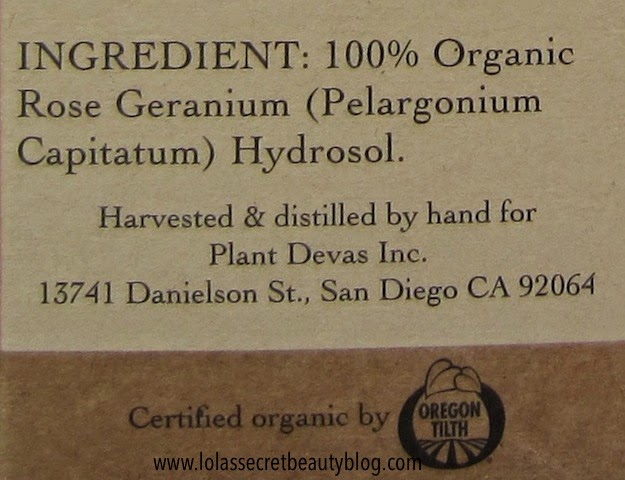 INGREDIENT: 100% Organic
Rose Geranium (Pelargonium
Capitatum) Hydrosol.
Harvested & distilled by hand for
Plant Devas Inc.
13741 Danielson St., San Diego CA 92064
Certified organic by
OREGON
TILTH
www.lolassecretbeautyblog.com